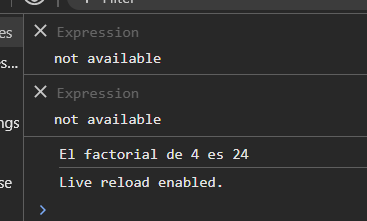 Filter
es
Expression
not available
es...
Expression
not available
ngs
El factorial de 4 es 24
se
Live reload enabled.